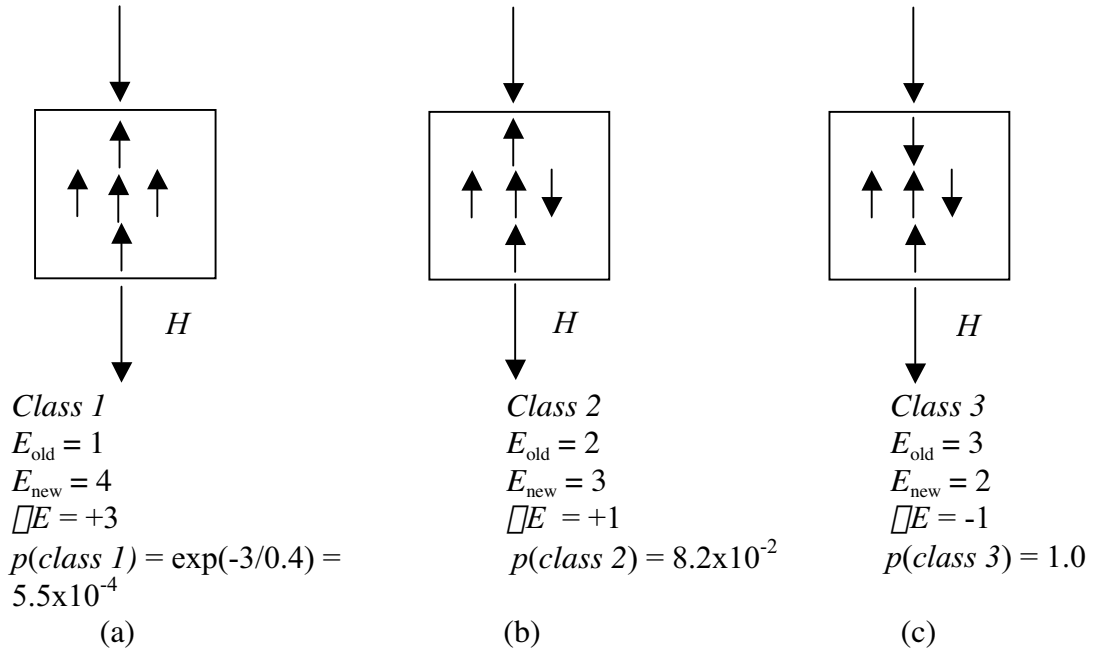 H
H
H
Class 1
E_old = 1
E_new = 4
▯E = +3
p(class 1) = exp(-3/0.4) =
5.5x10^-4
(a)
Class 2
E_old = 2
E_new = 3
▯E = +1
p(class 2) = 8.2x10^-2
(b)
Class 3
E_old = 3
E_new = 2
▯E = -1
p(class 3) = 1.0
(c)